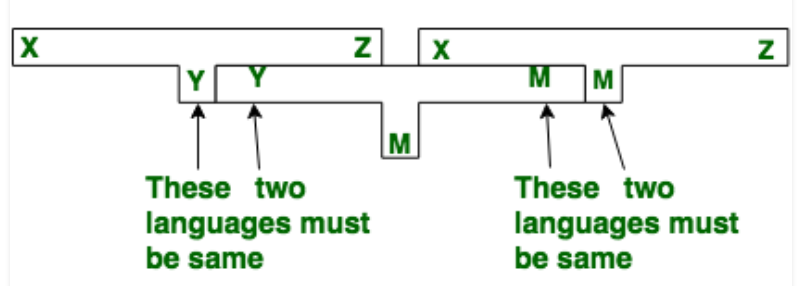 X Z X Z
Y Y M M
M
These two These two
languages must languages must
be same be same